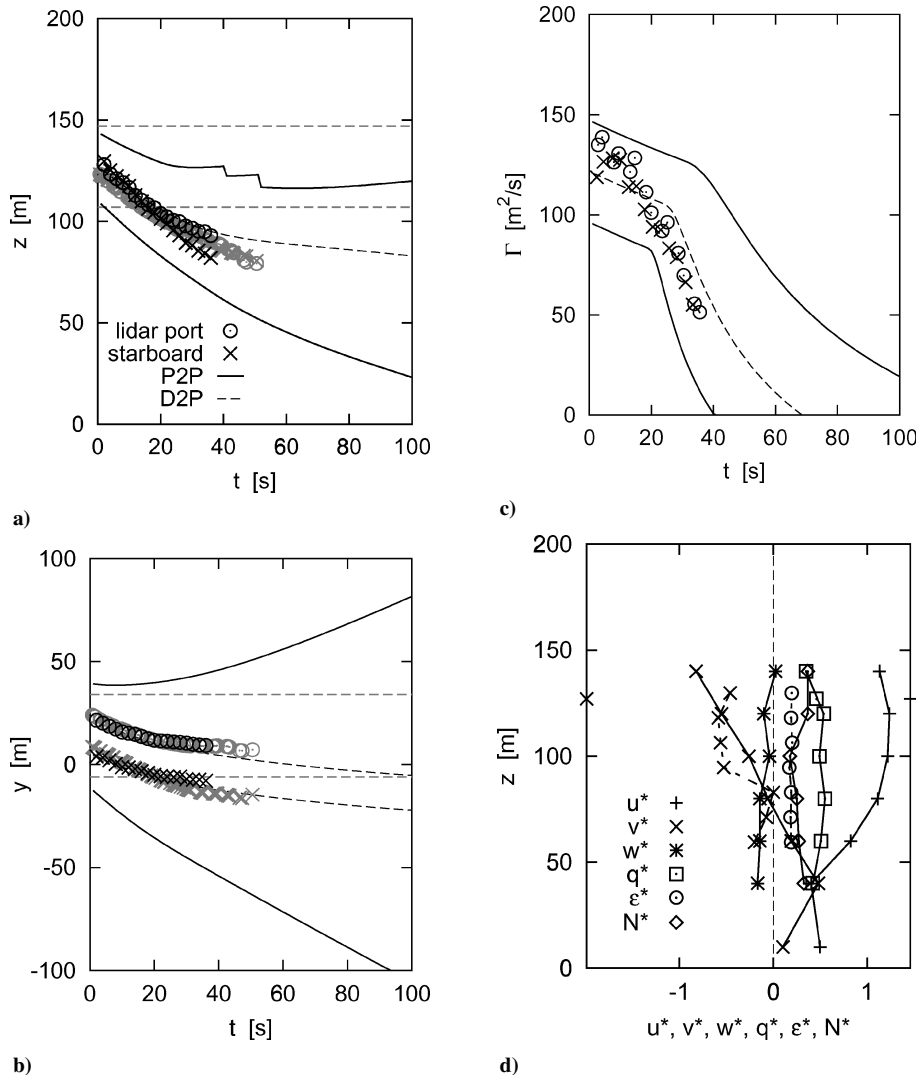 200
150
100
50
0
z [m]
lidar port
starboard
P2P
D2P
0 20 40 60 80 100
t [s]
a)
200
150
100
50
0
Γ [m²/s]
0 20 40 60 80 100
t [s]
c)
100
50
0
-50
-100
y [m]
0 20 40 60 80 100
t [s]
b)
200
150
100
50
0
z [m]
u*
v*
w*
q*
ε*
N*
-1 0 1
u*, v*, w*, q*, ε*, N*
d)